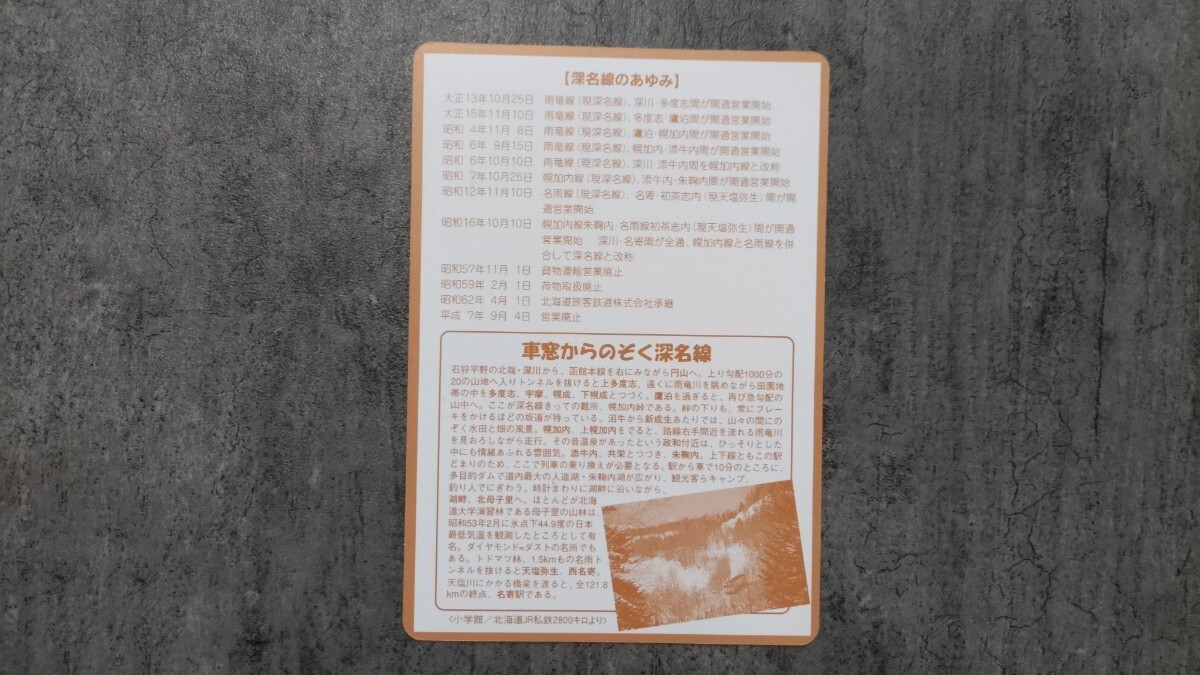 【深名線のあゆみ】
大正13年10月25日 雨竜線（現深名線）、深川・多度志間が開通営業開始
大正15年11月10日 雨竜線（現深名線）、多度志・鷹泊間が開通営業開始
昭和 4年11月 8日 雨竜線（現深名線）、鷹泊・幌加内間が開通営業開始
昭和 6年 9月15日 雨竜線（現深名線）、幌加内・添牛内間が開通営業開始
昭和 6年10月10日 雨竜線（現深名線）、深川・添牛内間を幌加内線と改称
昭和 7年10月25日 幌加内線（現深名線）、添牛内・朱鞠内間が開通営業開始
昭和12年11月10日 名雨線（現深名線）、名寄・初茶志内（現天塩弥生）間が開
通営業開始
昭和16年10月10日 幌加内線朱鞠内・名雨線初茶志内（現天塩弥生）間が開通
営業開始 深川・名寄間が全通、幌加内線と名雨線を併
合して深名線と改称
昭和57年11月 1日 貨物運輸営業廃止
昭和59年 2月 1日 荷物取扱廃止
昭和62年 4月 1日 北海道旅客鉄道株式会社承継
平成 7年 9月 4日 営業廃止
車窓からのぞく深名線
石狩平野の北端・深川から、函館本線を右にみながら円山へ。上り勾配1000分の
20の山地へ入りトンネルを抜けると上多度志、遠くに雨竜川を眺めながら田園地
帯の中を多度志、宇摩、幌成、下幌成とつづく。鷹泊を過ぎると、再び急勾配の
山中へ。ここが深名線きっての難所、幌加内峠である。峠の下りも、常にブレー
キをかけるほどの坂道が待っている。沼牛から新成生あたりでは、山々の間にの
ぞく水田と畑の風景。幌加内、上幌加内をでると、路線右手間近を流れる雨竜川
を見おろしながら走行。その昔温泉があったという政和付近は、ひっそりとした
中にも情緒あふれる雰囲気。添牛内、共栄とつづき、朱鞠内。上下線ともこの駅
どまりのため、ここで列車の乗り換えが必要となる。駅から車で10分のところに、
多目的ダムで道内最大の人造湖・朱鞠内湖が広がり、観光客らキャンプ。
釣り人でにぎわう。時計まわりに湖畔に沿いながら、
湖畔、北母子里へ。ほとんどが北海
道大学演習林である母子里の山林は、
昭和53年2月に氷点下44.9度の日本
最低気温を観測したところとして有
名。ダイヤモンド=ダストの名所でも
ある。トドマツ林、1.5kmもの名雨ト
ンネルを抜けると天塩弥生、西名寄。
天塩川にかかる橋梁を渡ると、全121.8
kmの終点、名寄駅である。
〈小学館／北海道JR私鉄2800キロより〉